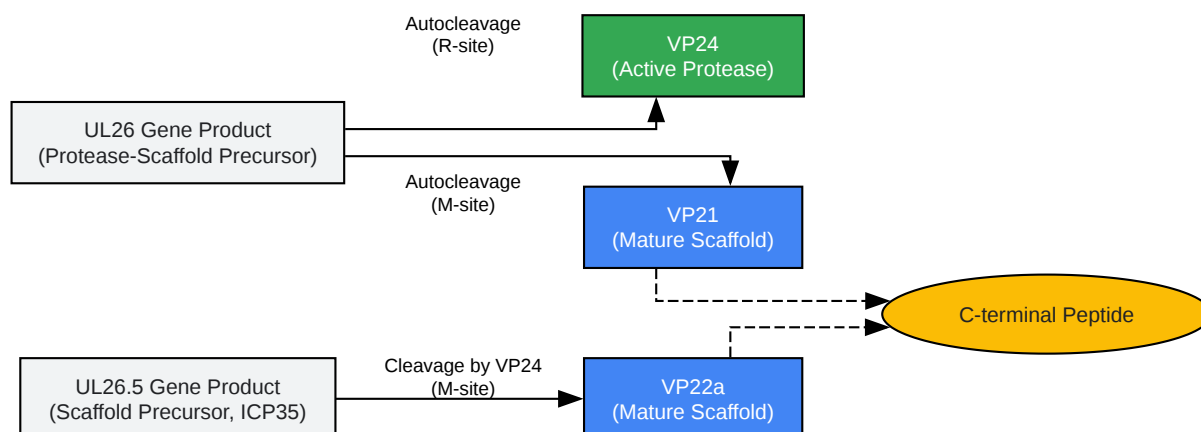 Autocleavage
(R-site)
VP24
(Active Protease)
UL26 Gene Product
(Protease-Scaffold Precursor)
Autocleavage
(M-site)
VP21
(Mature Scaffold)
C-terminal Peptide
UL26.5 Gene Product
(Scaffold Precursor, ICP35)
Cleavage by VP24
(M-site)
VP22a
(Mature Scaffold)